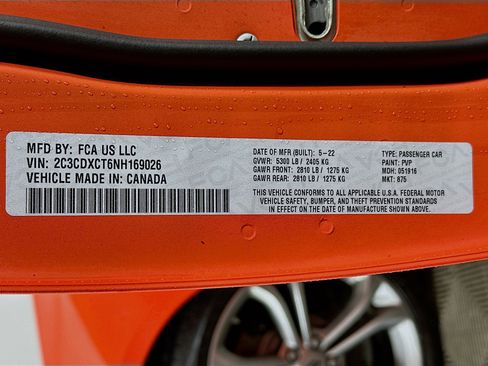 MFD BY: FCA US LLC
VIN: 2C3CDXCT6NH169026
VEHICLE MADE IN: CANADA
DATE OF MFR (BUILT): 5-22
GVWR: 5300 LB / 2405 KG
GAWR FRONT: 2810 LB / 1275 KG
GAWR REAR: 2810 LB / 1275 KG
TYPE: PASSENGER CAR
PAINT: PVP
MDH: 051916
MKT: 875
THIS VEHICLE CONFORMS TO ALL APPLICABLE U.S.A. FEDERAL MOTOR
VEHICLE SAFETY, BUMPER, AND THEFT PREVENTION STANDARDS
IN EFFECT ON THE DATE OF MANUFACTURE SHOWN ABOVE.